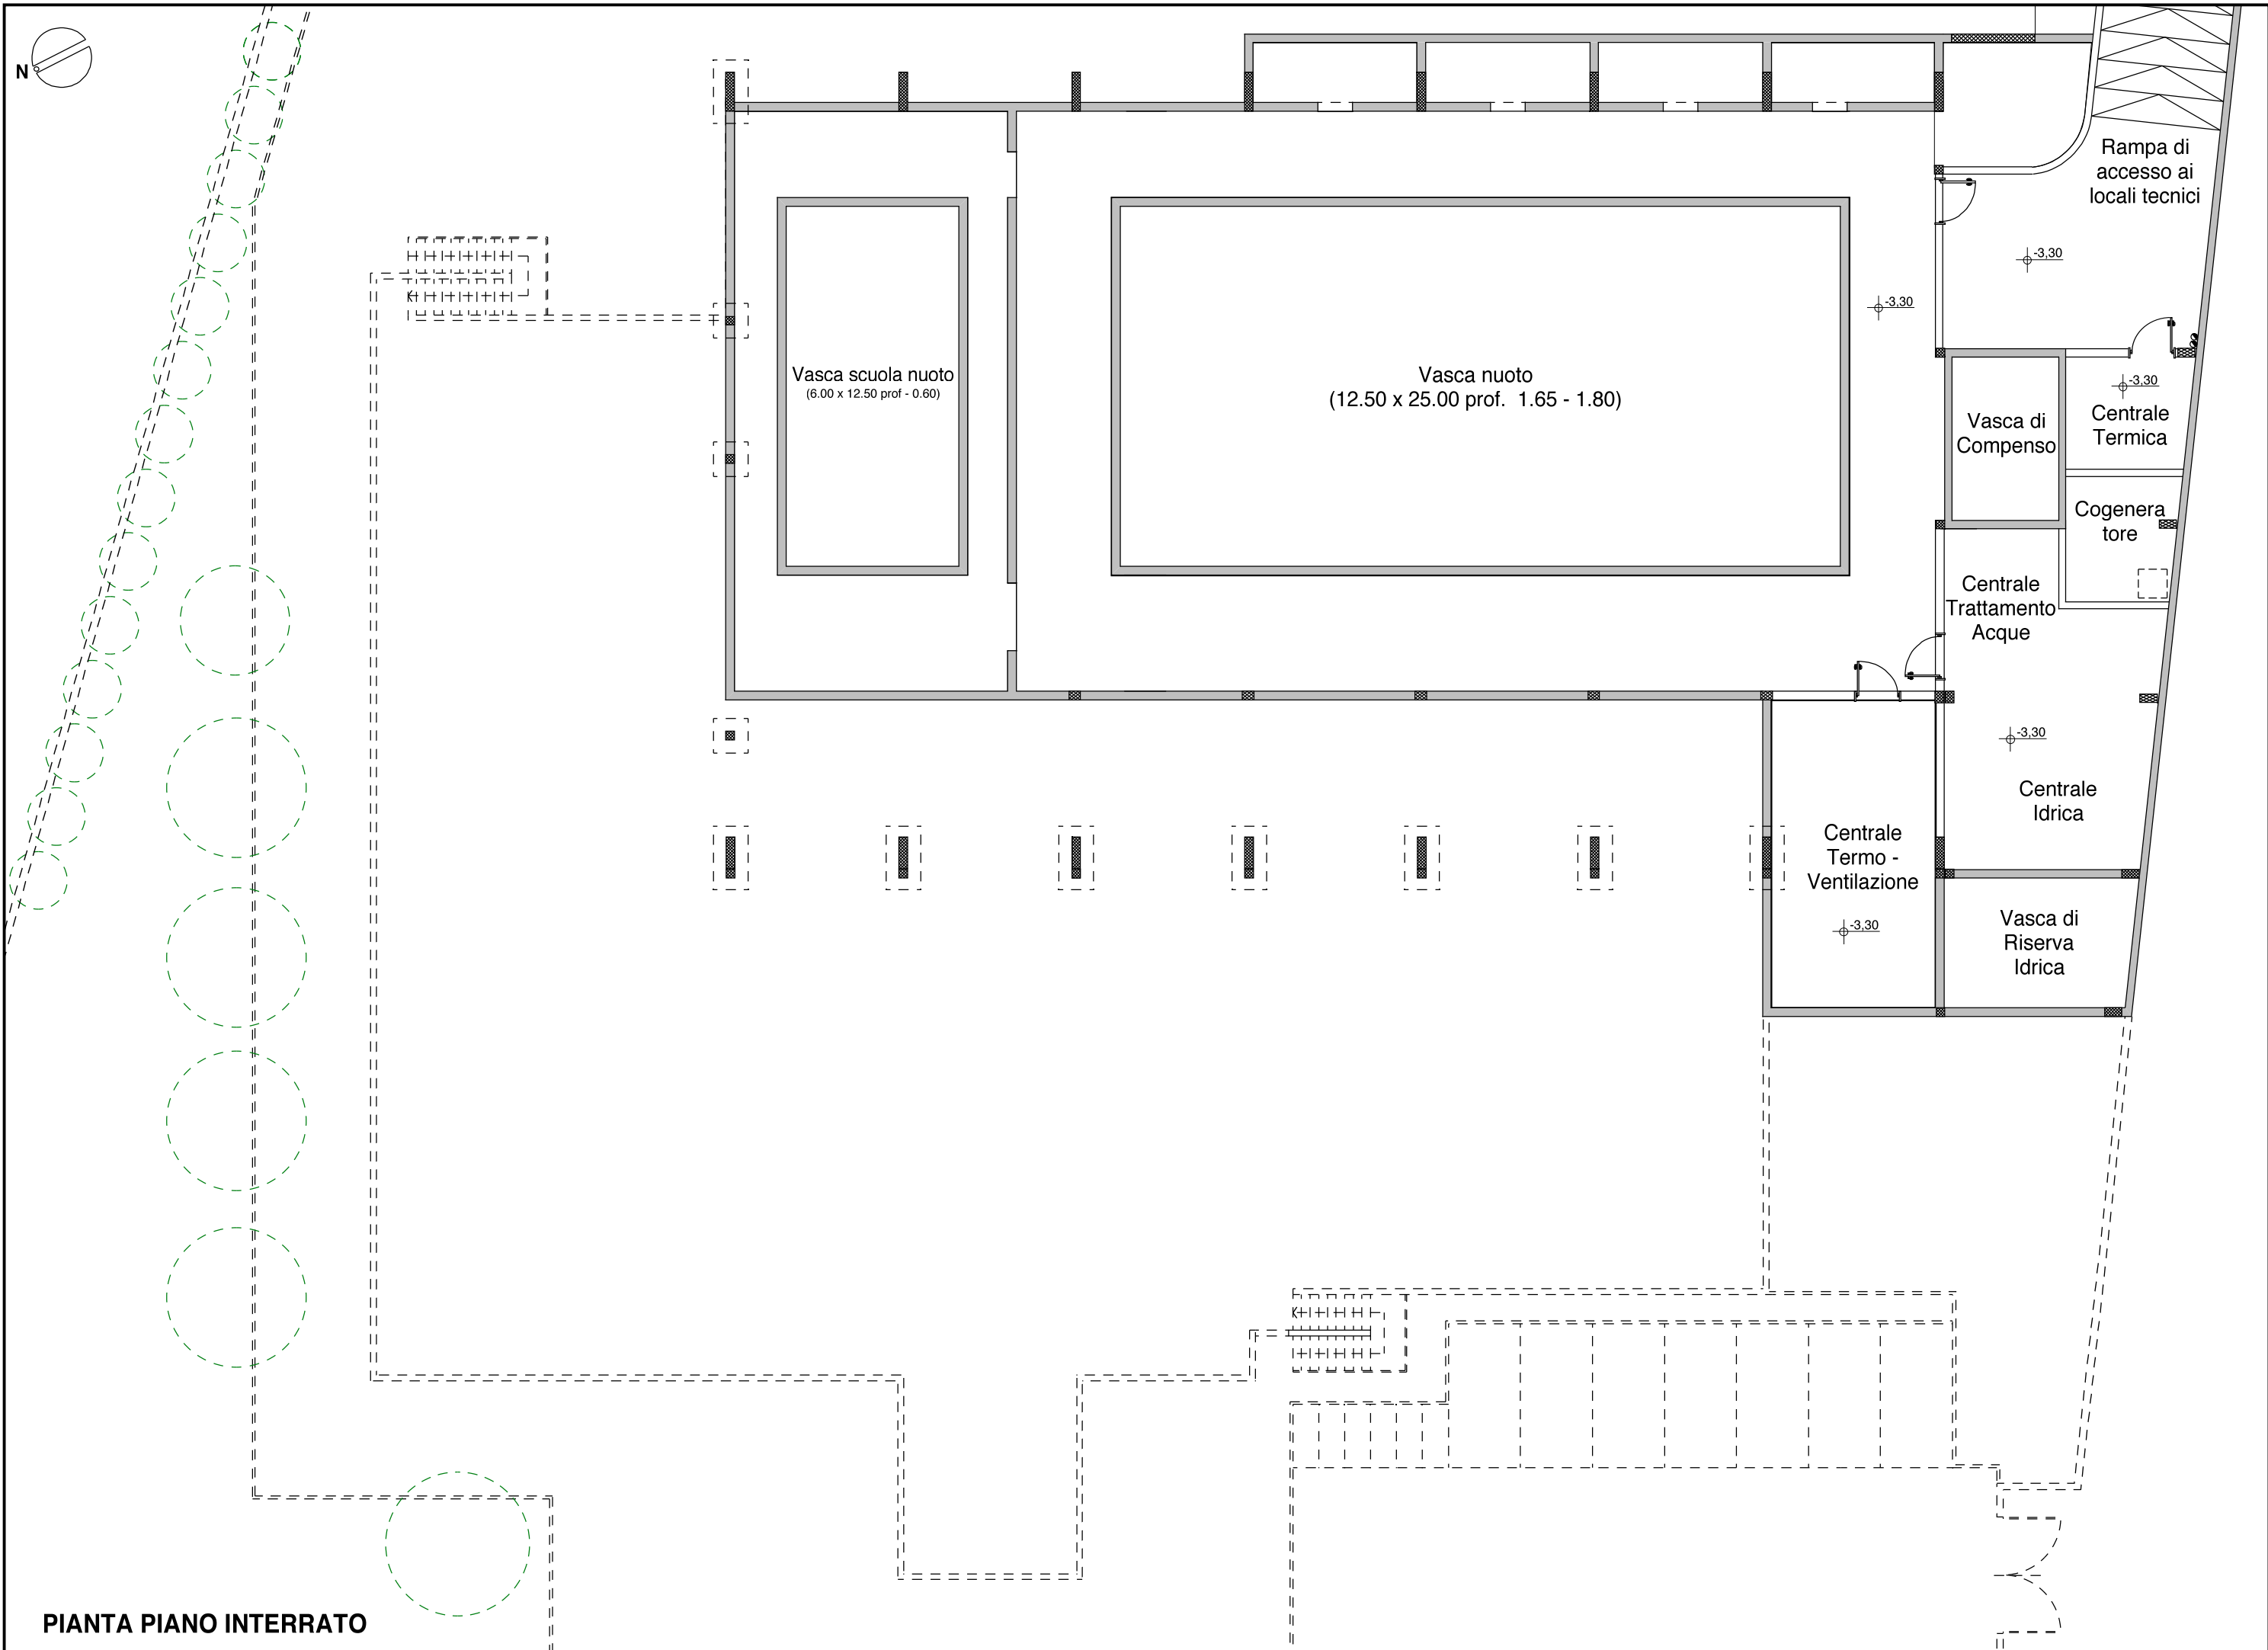 N
Rampa di
accesso ai
locali tecnici
-3,30
-3,30
Vasca scuola nuoto
(6.00 x 12.50 prof - 0.60)
Vasca nuoto
(12.50 x 25.00 prof.  1.65 - 1.80)
-3,30
Centrale
Termica
Vasca di
Compenso
Cogenera
tore
Centrale
Trattamento
Acque
-3,30
Centrale
Idrica
Centrale
Termo -
Ventilazione
-3,30
Vasca di
Riserva
Idrica
PIANTA PIANO INTERRATO